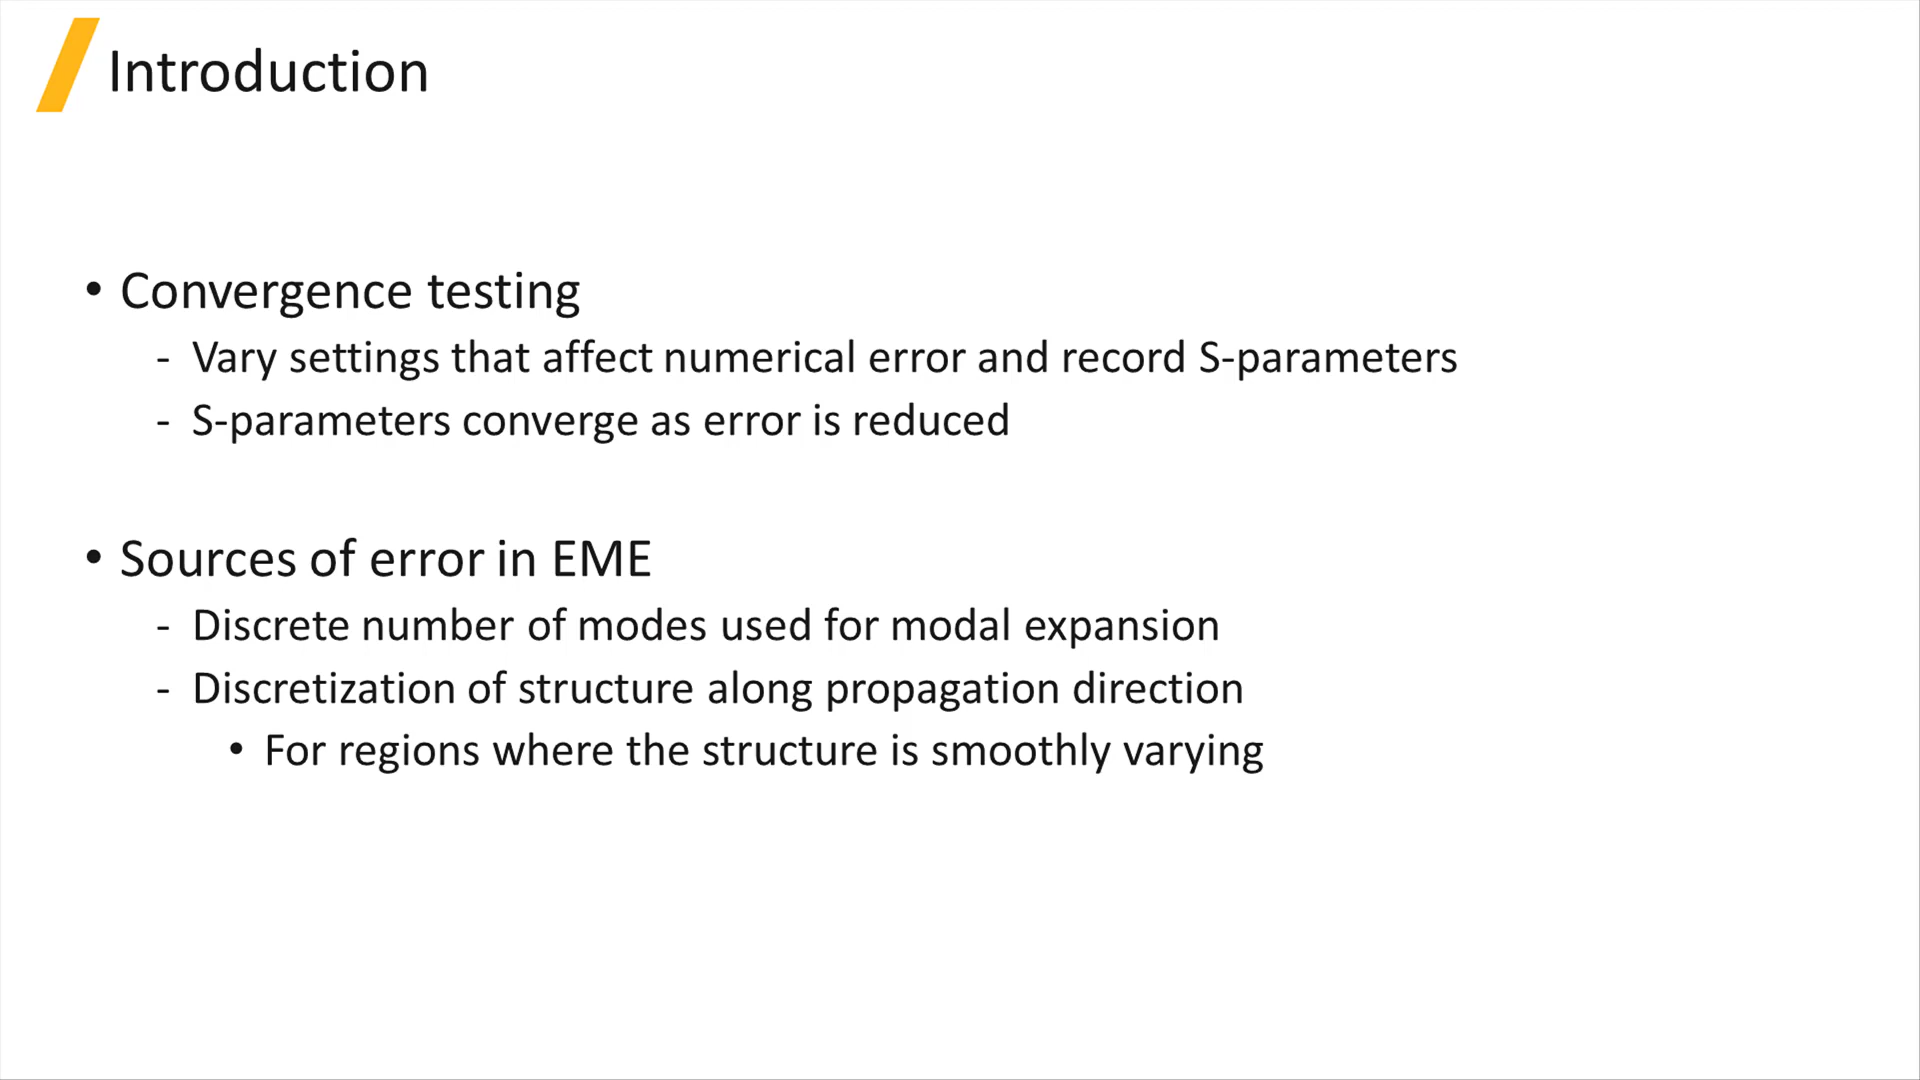 Introduction
• Convergence testing
- Vary settings that affect numerical error and record S-parameters
- S-parameters converge as error is reduced
• Sources of error in EME
- Discrete number of modes used for modal expansion
- Discretization of structure along propagation direction
• For regions where the structure is smoothly varying